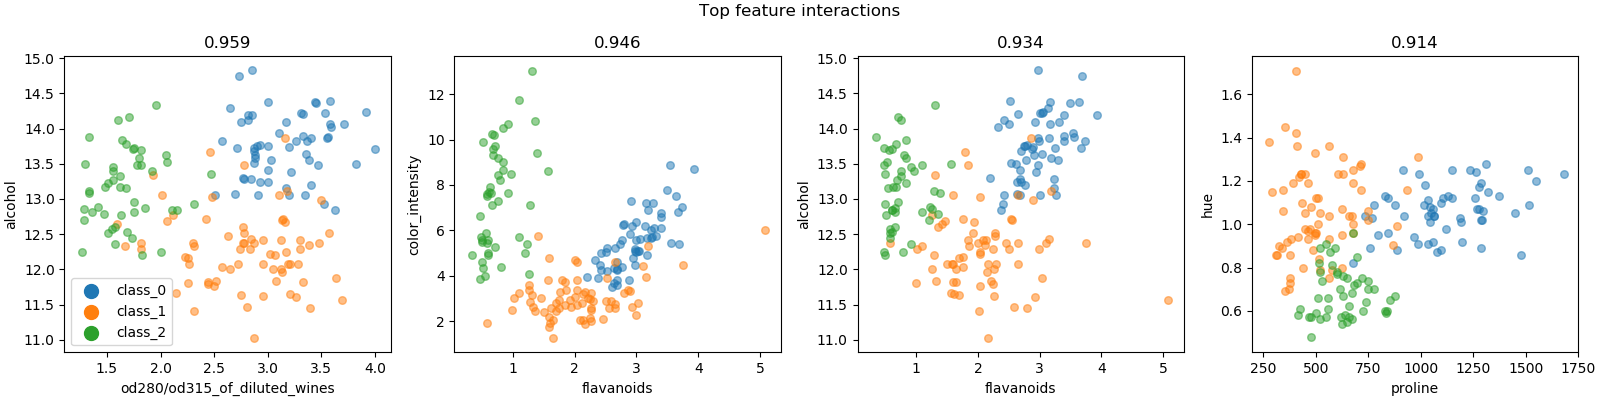 Top feature interactions
0.959
15.0
14.5
14.0
13.5
13.0
12.5
12.0
11.5
11.0
alcohol
class_0
class_1
class_2
1.5 2.0 2.5 3.0 3.5 4.0
od280/od315_of_diluted_wines
0.946
12
10
8
6
4
2
color_intensity
1 2 3 4 5
flavanoids
0.934
15.0
14.5
14.0
13.5
13.0
12.5
12.0
11.5
11.0
alcohol
1 2 3 4 5
flavanoids
0.914
1.6
1.4
1.2
1.0
0.8
0.6
hue
250 500 750 1000 1250 1500 1750
proline